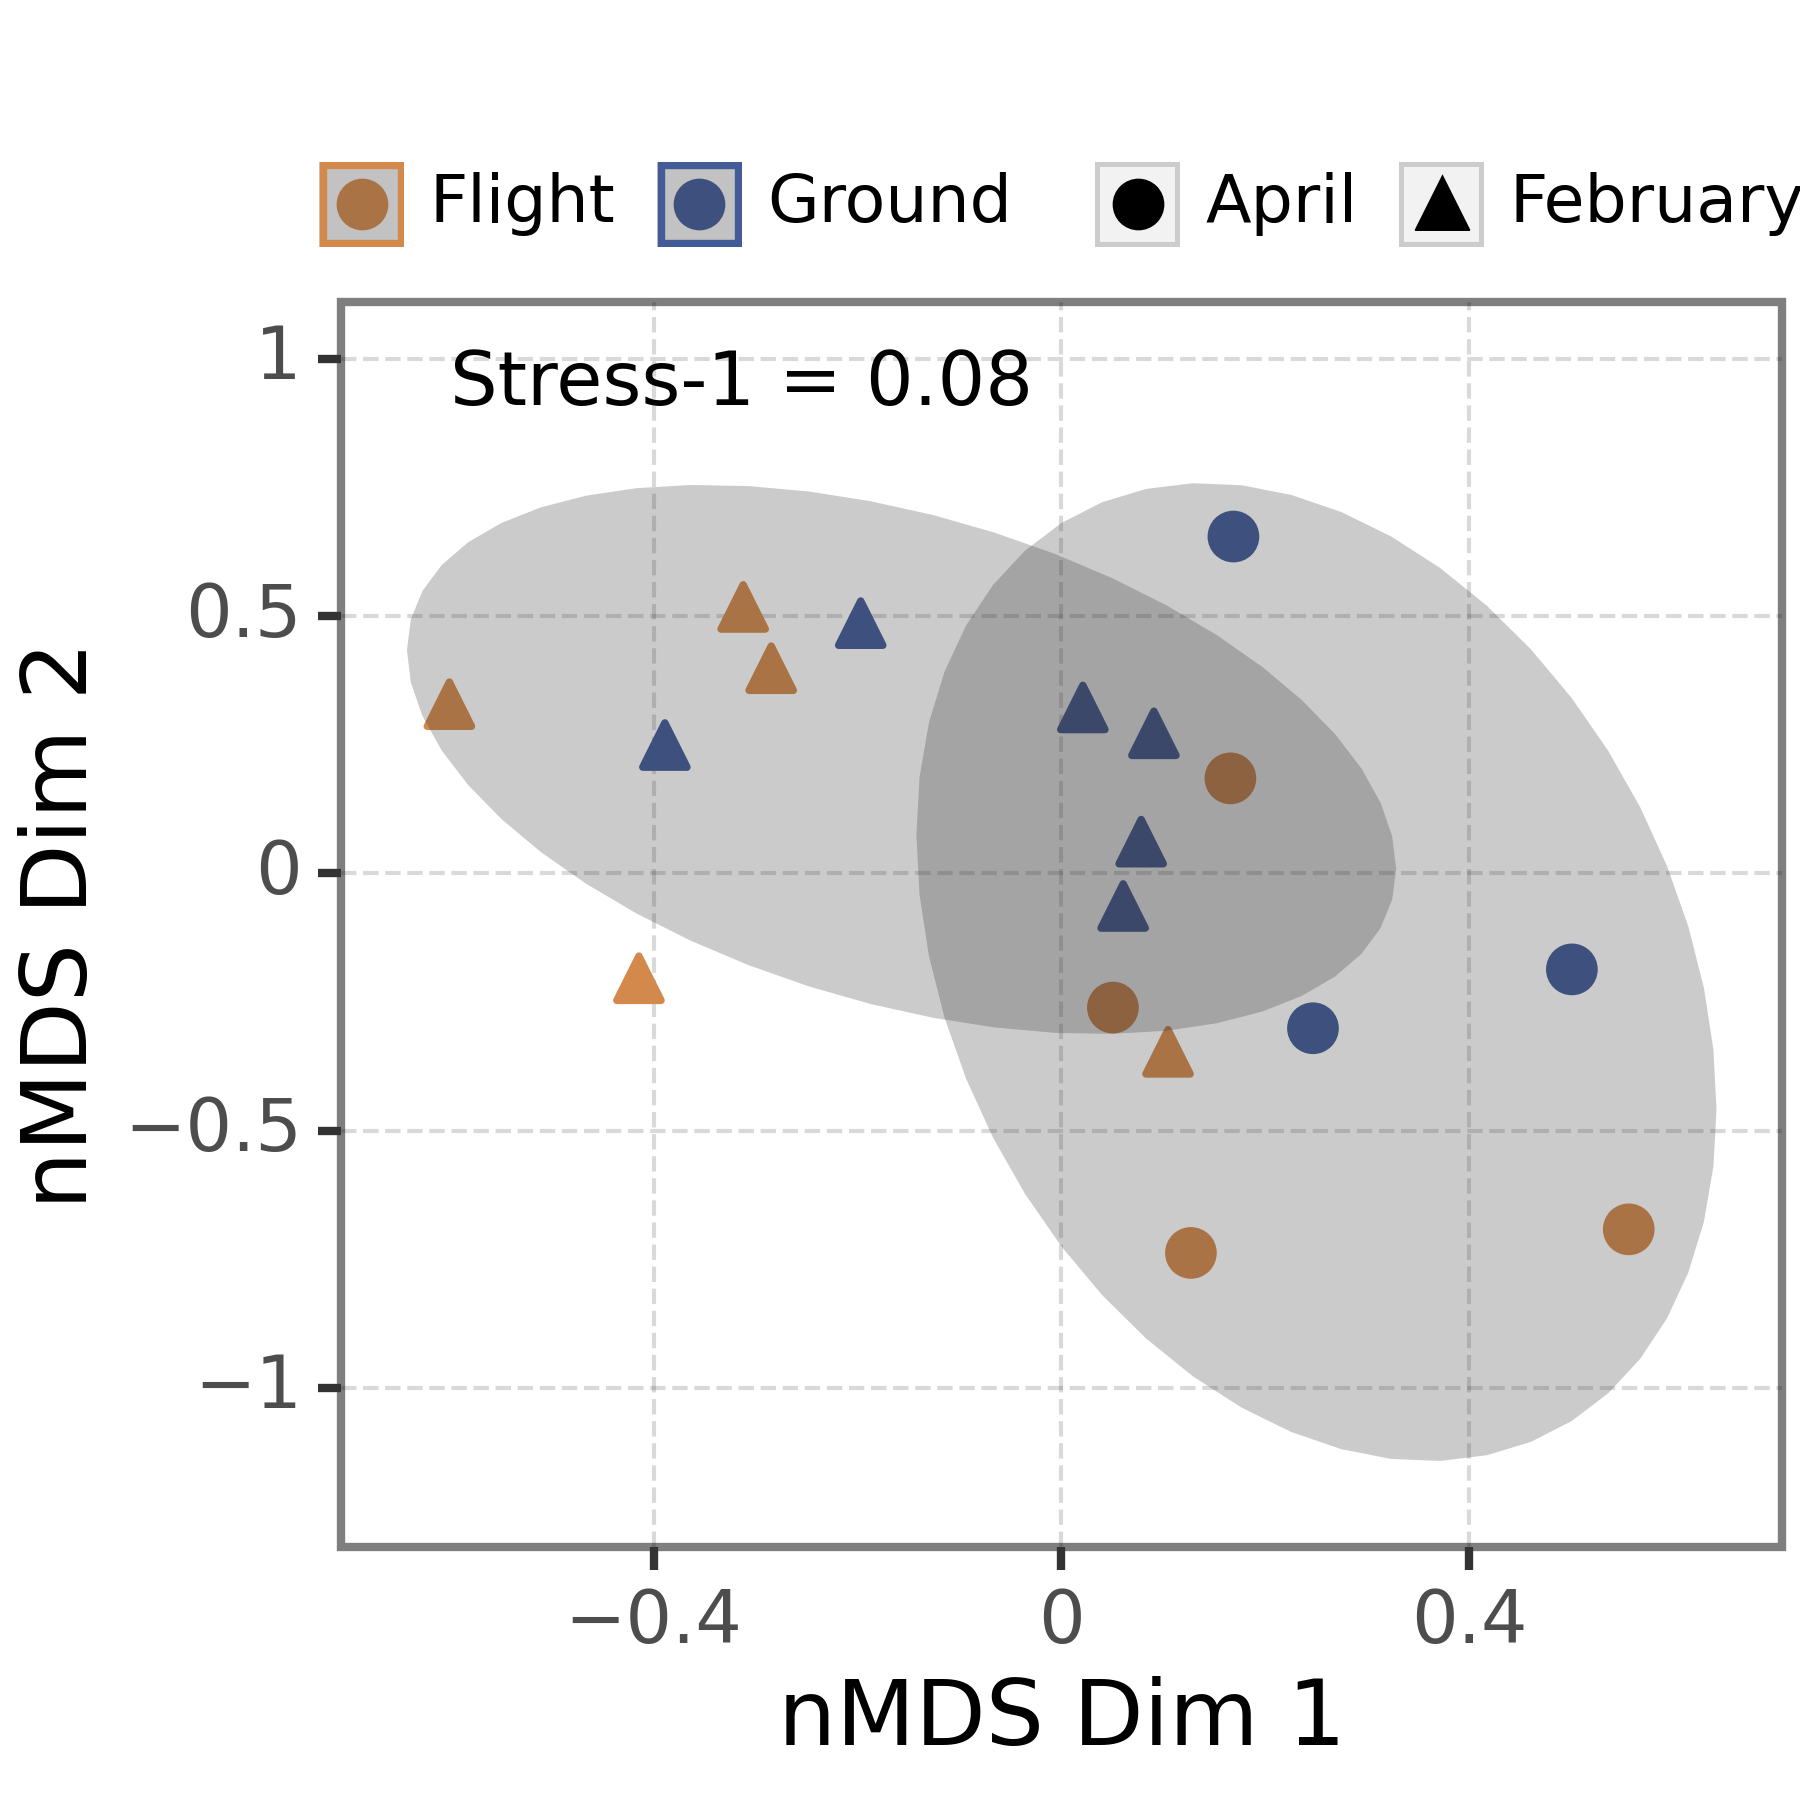 Flight Ground April February
1
Stress-1 = 0.08
0.5
0
−0.5
−1
nMDS Dim 2
−0.4 0 0.4
nMDS Dim 1